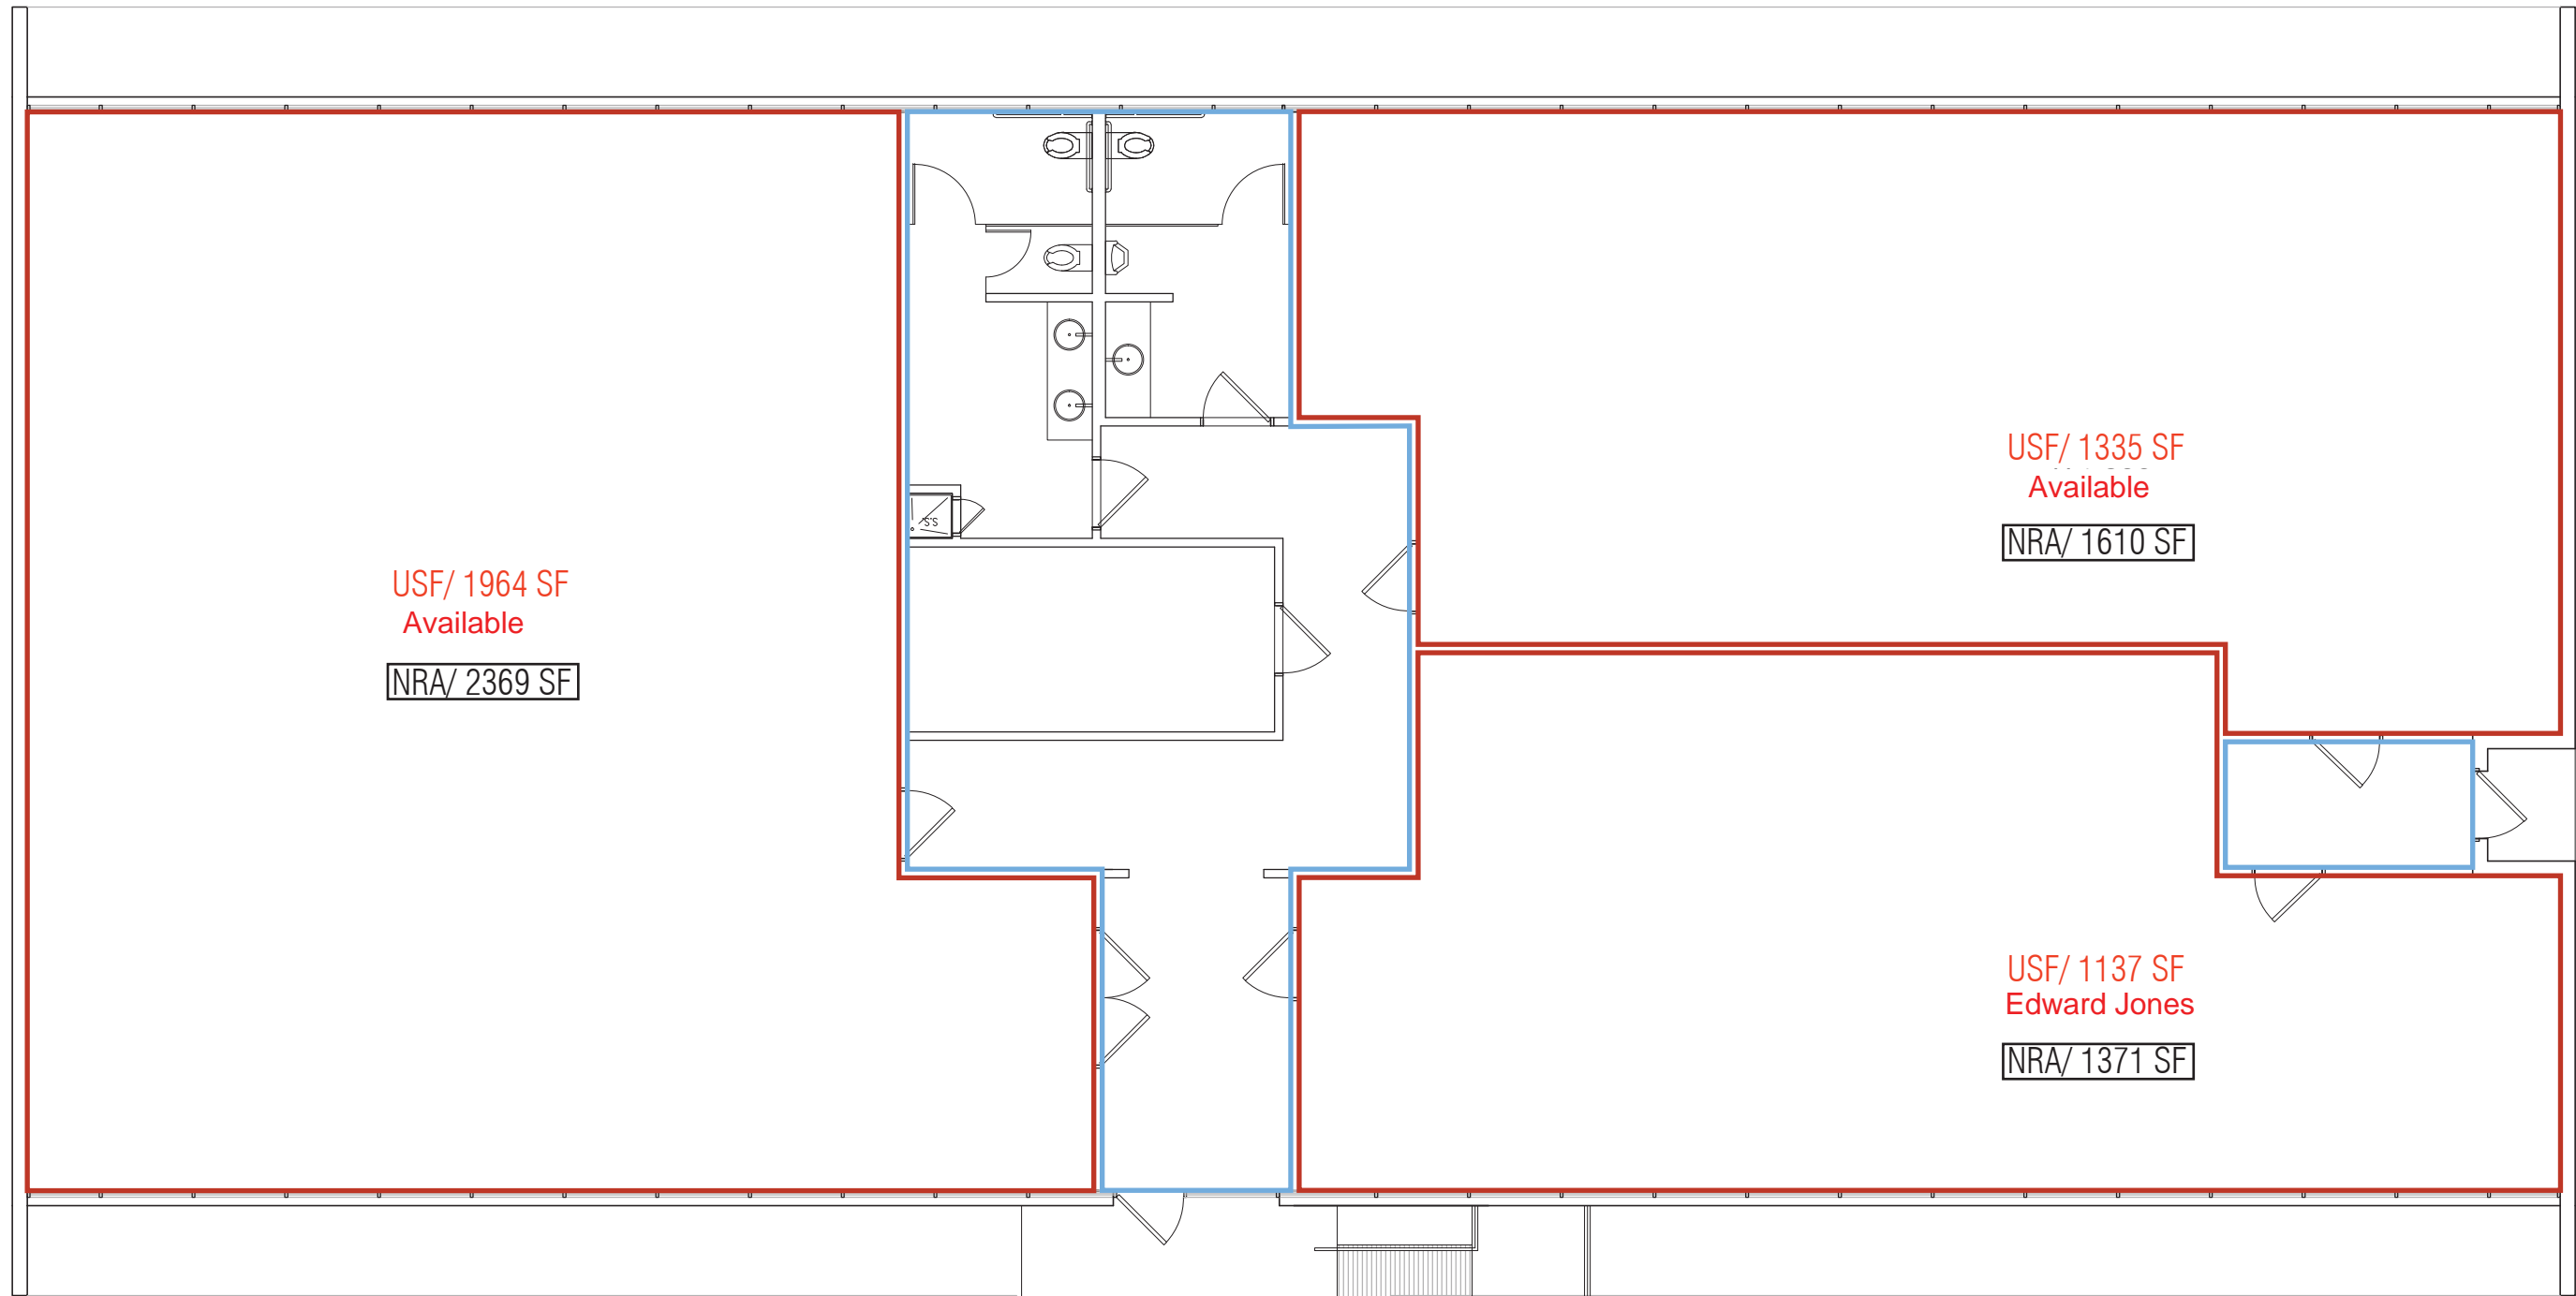 USF/ 1335 SF
Available
NRA/ 1610 SF
S.S.
USF/ 1964 SF
Available
NRA/ 2369 SF
USF/ 1137 SF
Edward Jones
NRA/ 1371 SF